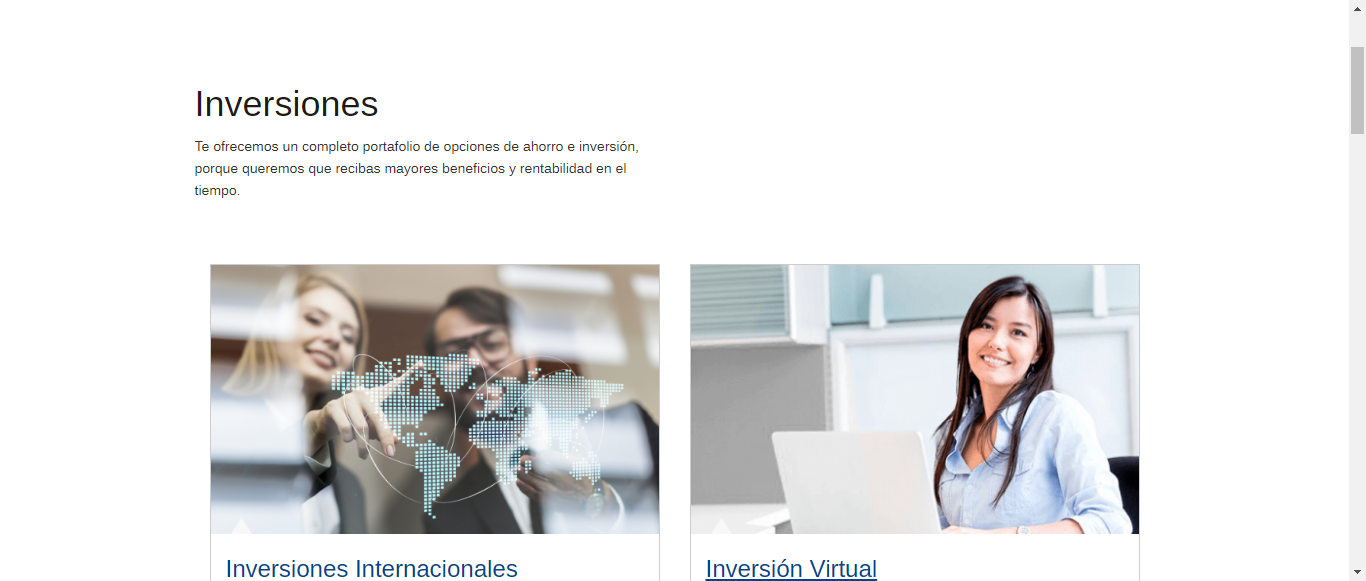 Inversiones
Te ofrecemos un completo portafolio de opciones de ahorro e inversión,
porque queremos que recibas mayores beneficios y rentabilidad en el
tiempo.
Inversiones Internacionales
Inversión Virtual